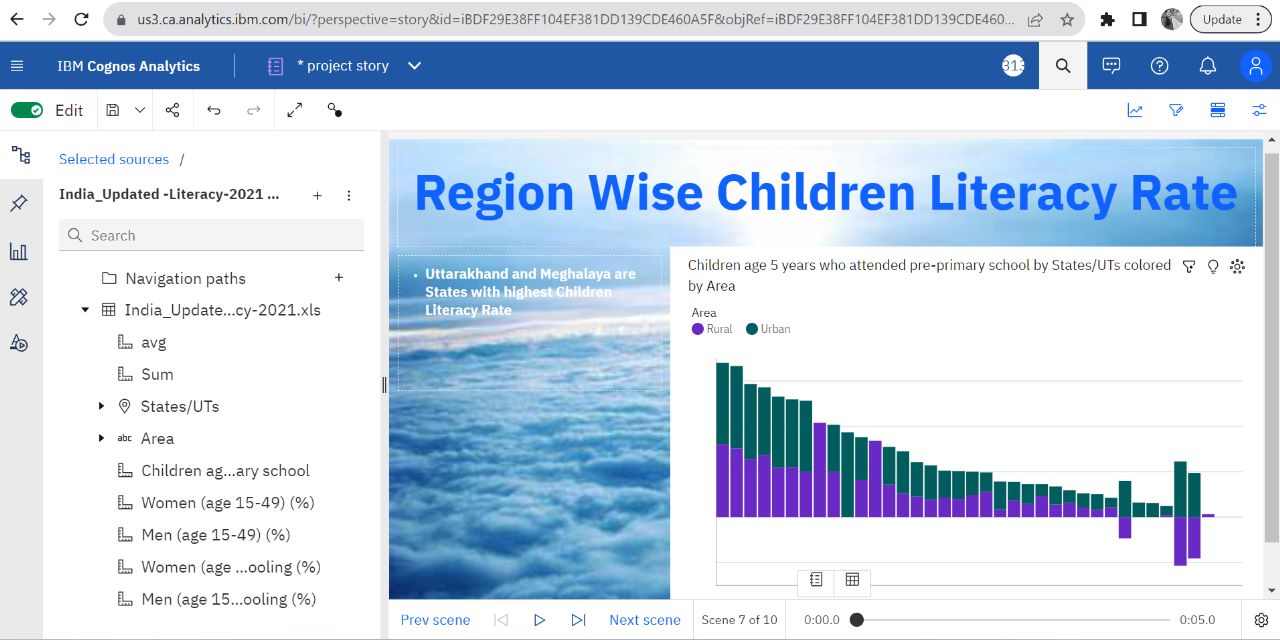 us3.ca.analytics.ibm.com/bi/?perspective=story&id=iBDF29E38FF104EF381DD139CDE460A5F&objRef=iBDF29E38FF104EF381DD139CDE460...
Update
IBM Cognos Analytics
* project story
313
Edit
Selected sources /
India_Updated -Literacy-2021 ...
Search
Navigation paths
India_Update...cy-2021.xls
avg
Sum
States/UTs
abc Area
Children ag...ary school
Women (age 15-49) (%)
Men (age 15-49) (%)
Women (age ...ooling (%)
Men (age 15...ooling (%)
Region Wise Children Literacy Rate
• Uttarakhand and Meghalaya are
States with highest Children
Literacy Rate
Children age 5 years who attended pre-primary school by States/UTs colored
by Area
Area
Rural Urban
Prev scene
Next scene
Scene 7 of 10
0:00.0
0:05.0